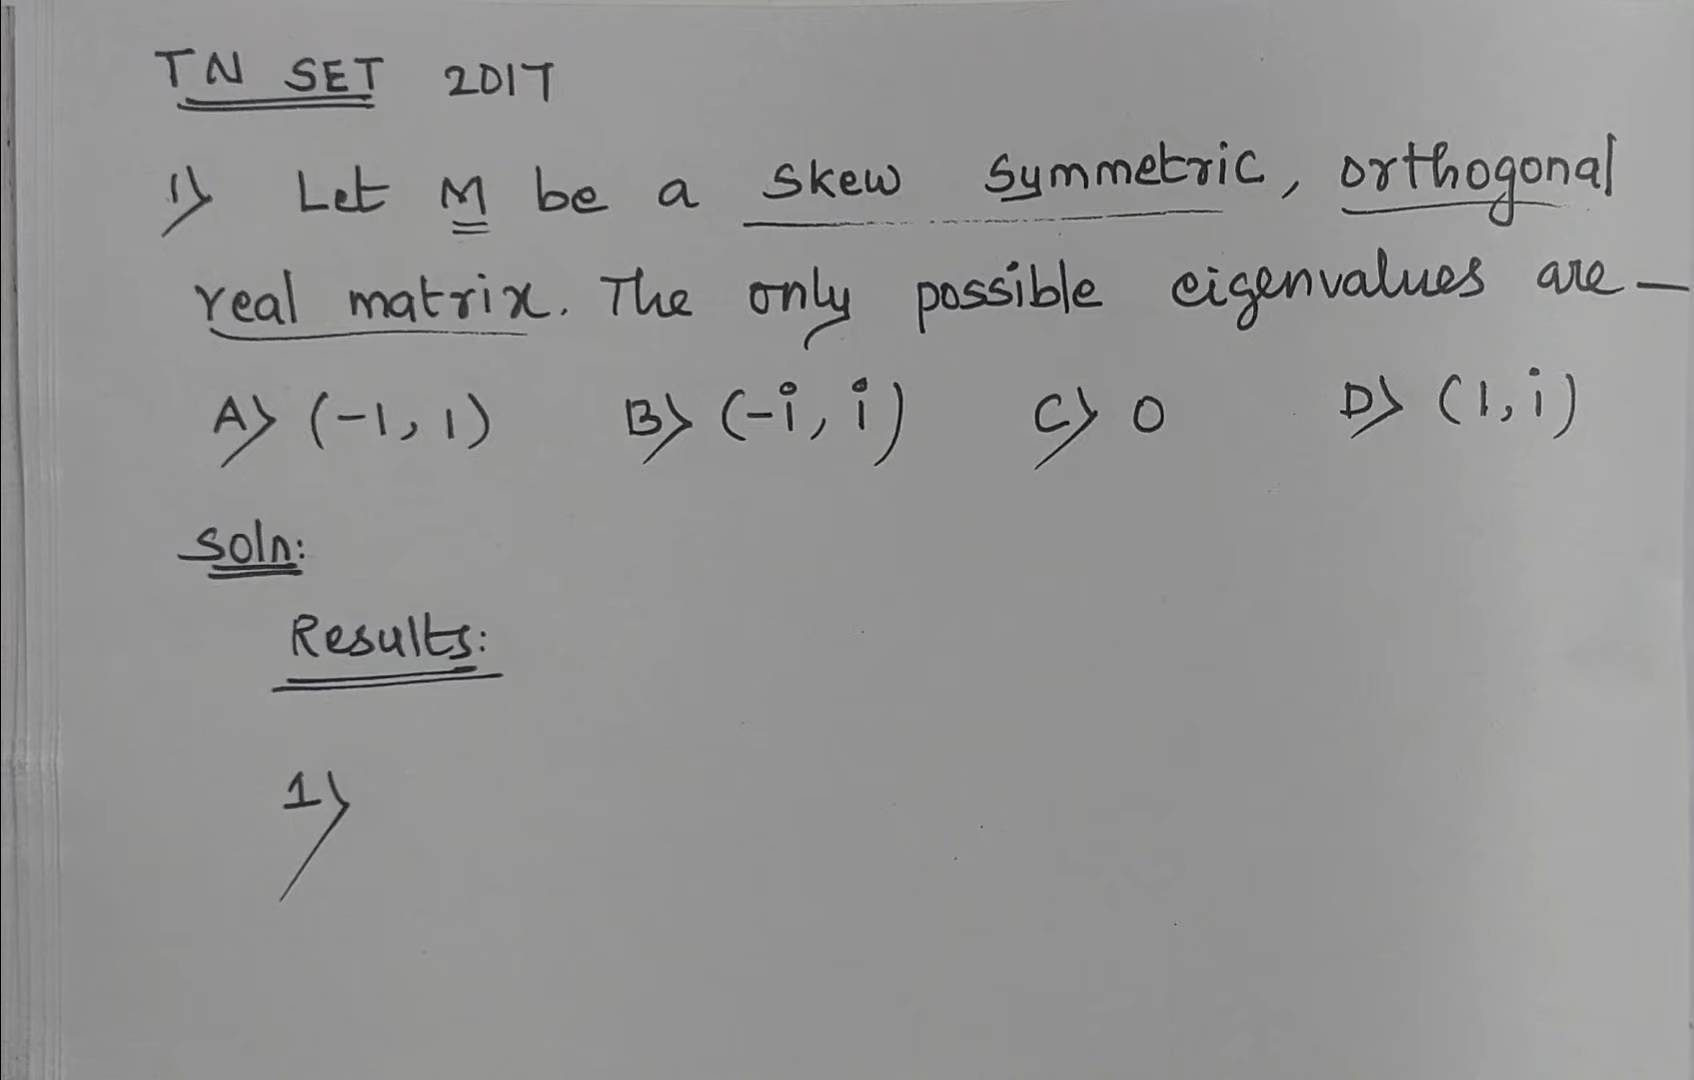 TN SET 2017
1) Let M be a skew symmetric, orthogonal
real matrix. The only possible eigenvalues are —
A) (-1, 1) B) (-i, i) C) 0 D) (1, i)
Soln:
Results:
1)